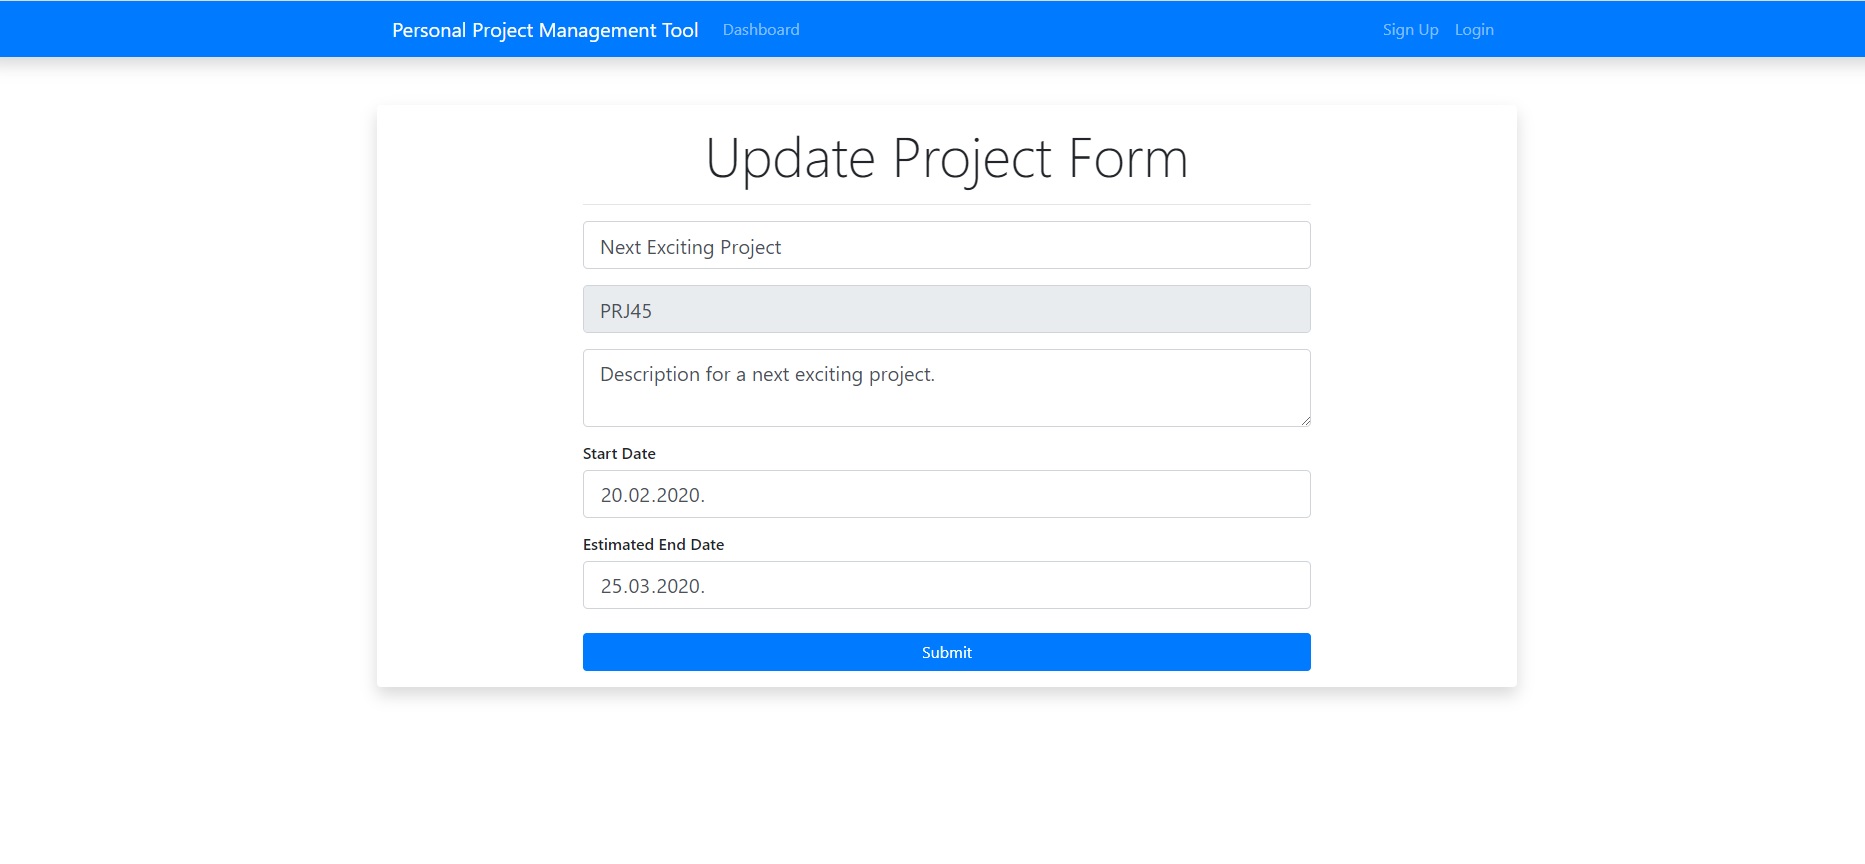 Personal Project Management Tool Dashboard Sign Up Login
Update Project Form
Next Exciting Project
PRJ45
Description for a next exciting project.
Start Date
20.02.2020.
Estimated End Date
25.03.2020.
Submit